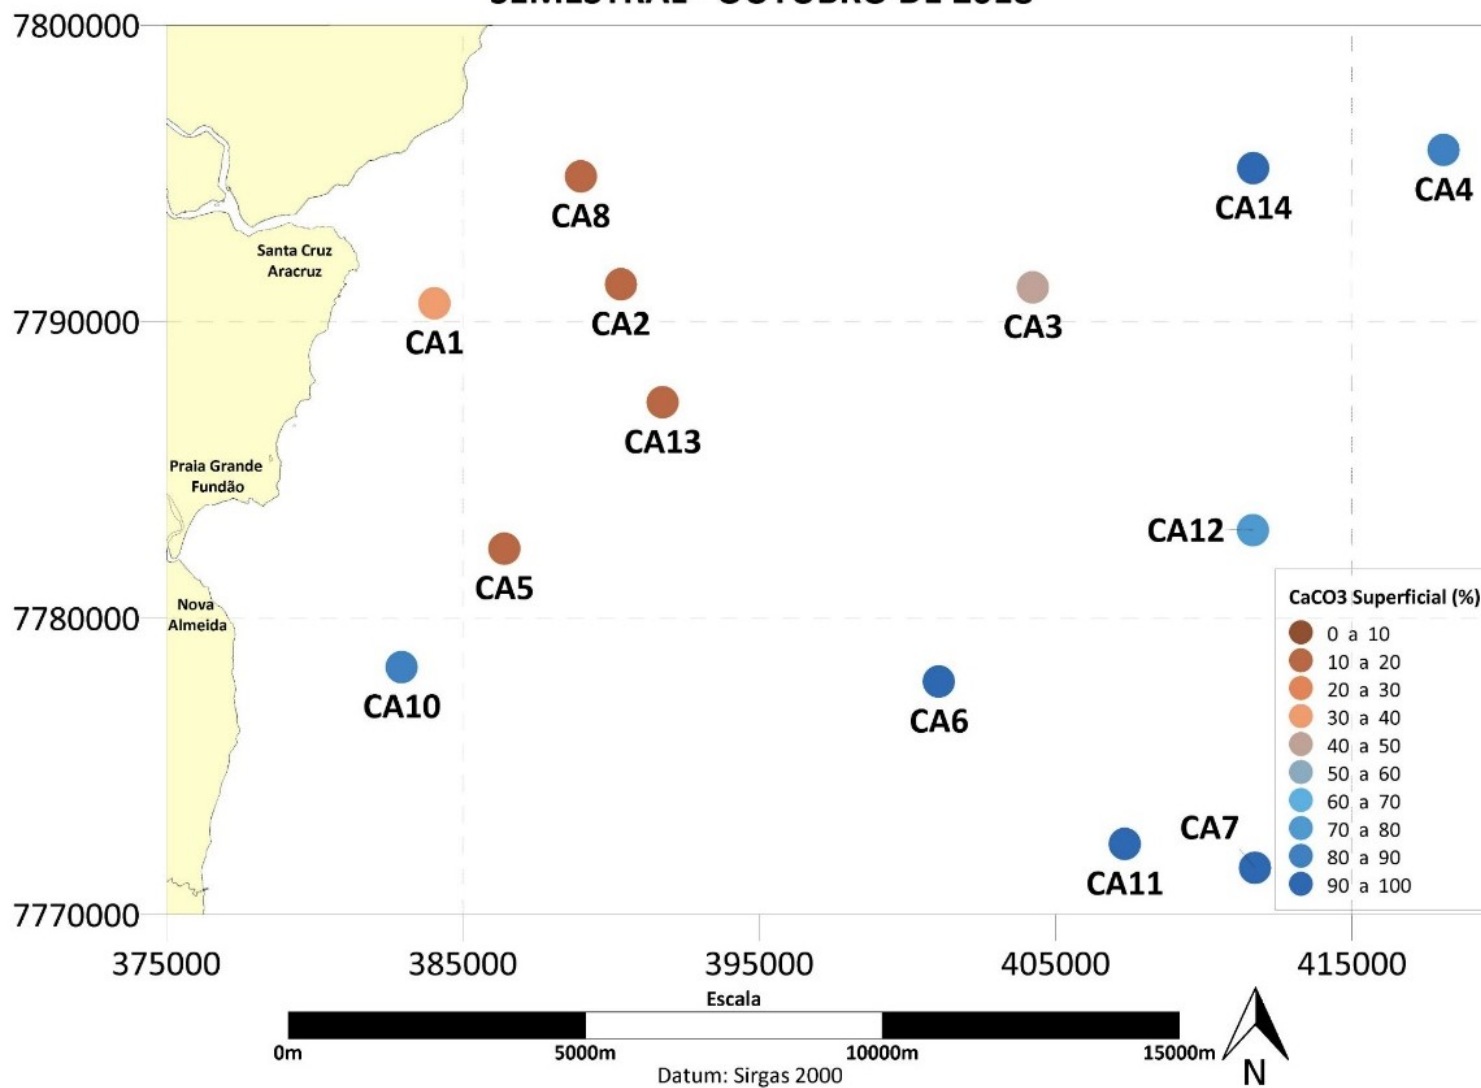 7800000
CA8
CA14
CA4
Santa Cruz
Aracruz
CA1
CA2
CA3
7790000
CA13
Praia Grande
Fundão
CA12
CA5
Nova
Almeida
7780000
CaCO3 Superficial (%)
0 a 10
10 a 20
20 a 30
30 a 40
40 a 50
50 a 60
60 a 70
70 a 80
80 a 90
90 a 100
CA10
CA6
CA7
CA11
7770000
375000 385000 395000 405000 415000
Escala
0m 5000m 10000m 15000m
Datum: Sirgas 2000
N